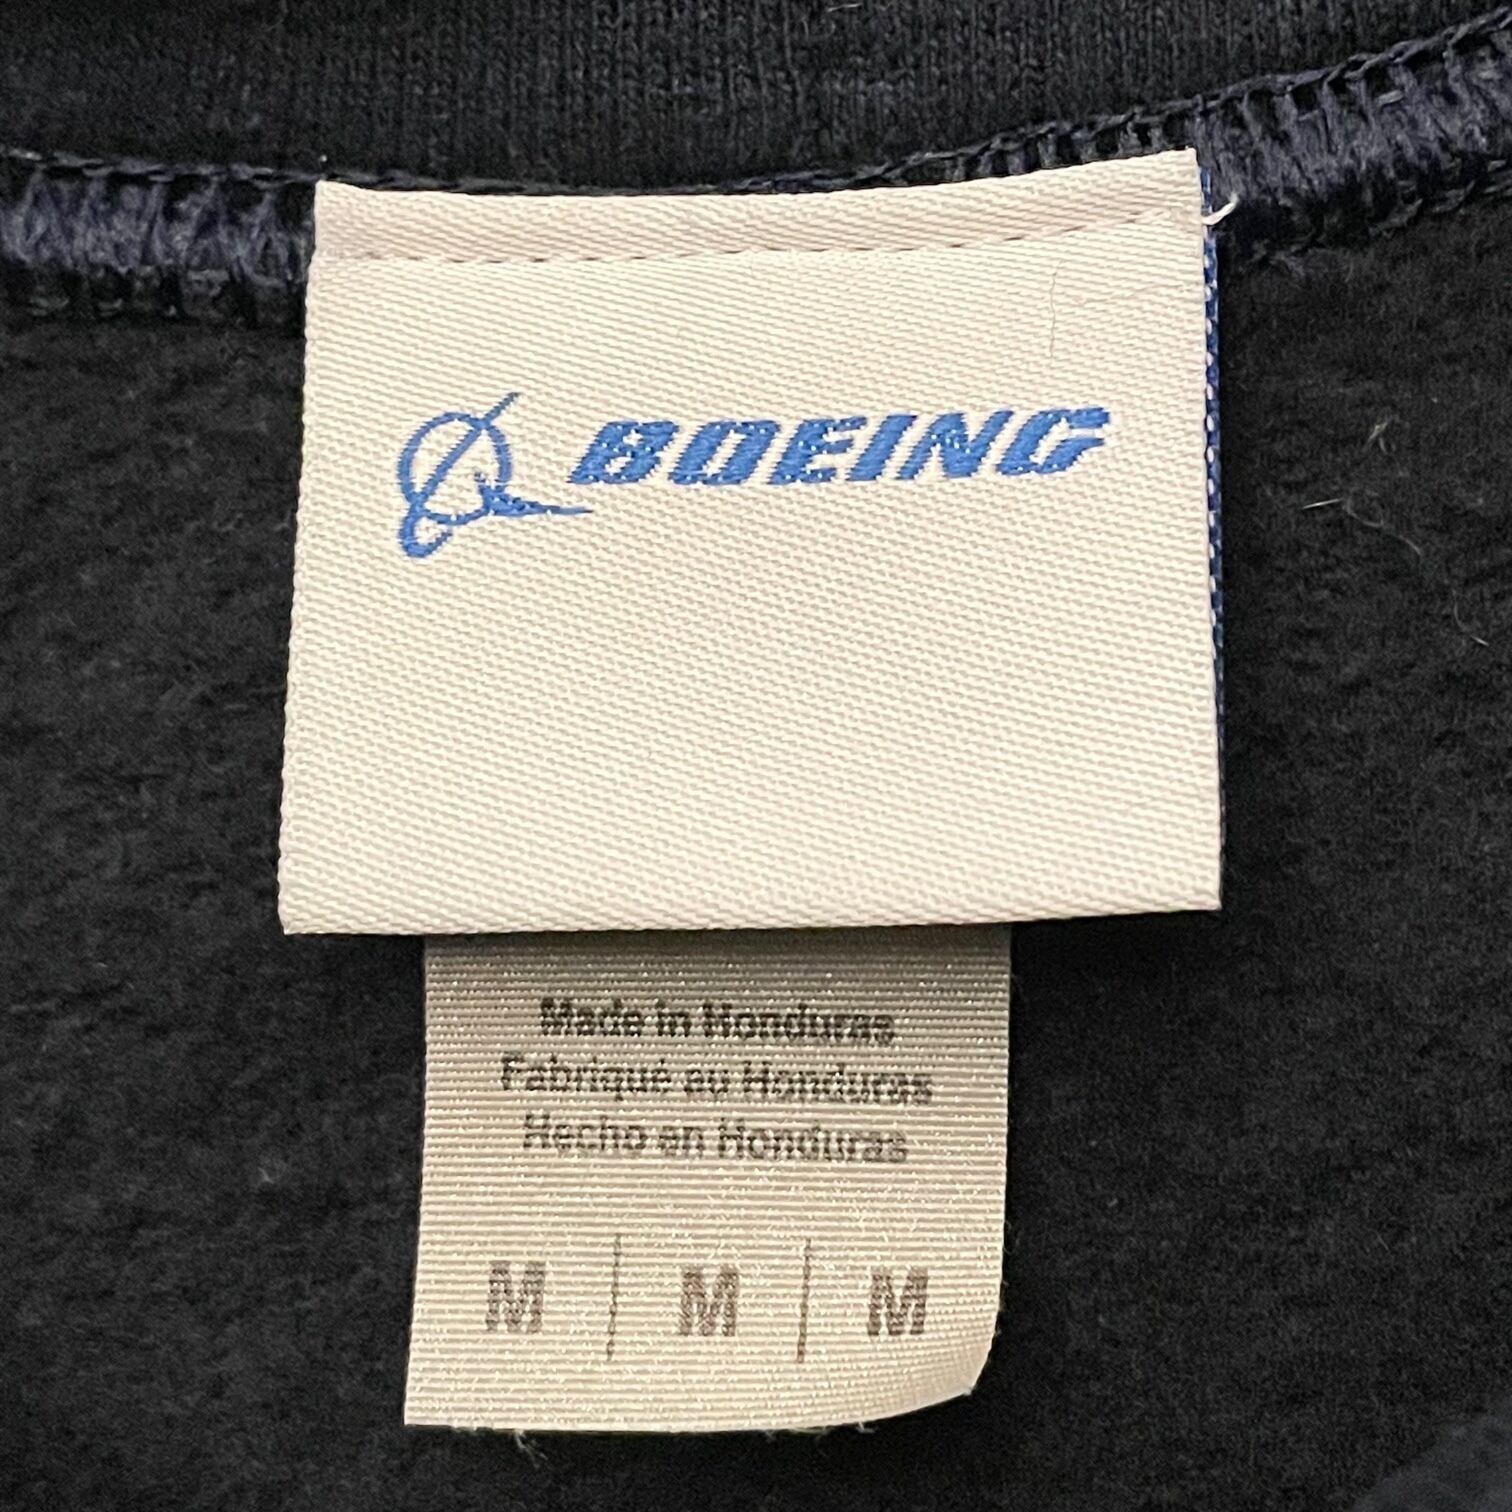 BOEING
Made in Honduras
Fabriqué au Honduras
Hecho en Honduras
M | M | M